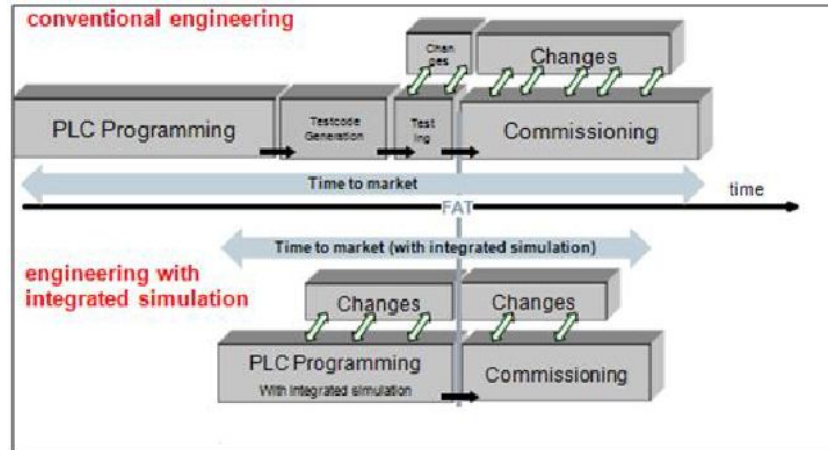 conventional engineering
Chan
ges
Changes
PLC Programming
Testcode
Generation
Test
ing
Commissioning
Time to market
time
FAT
Time to market (with integrated simulation)
engineering with
integrated simulation
Changes
Changes
PLC Programming
With integrated simulation
Commissioning